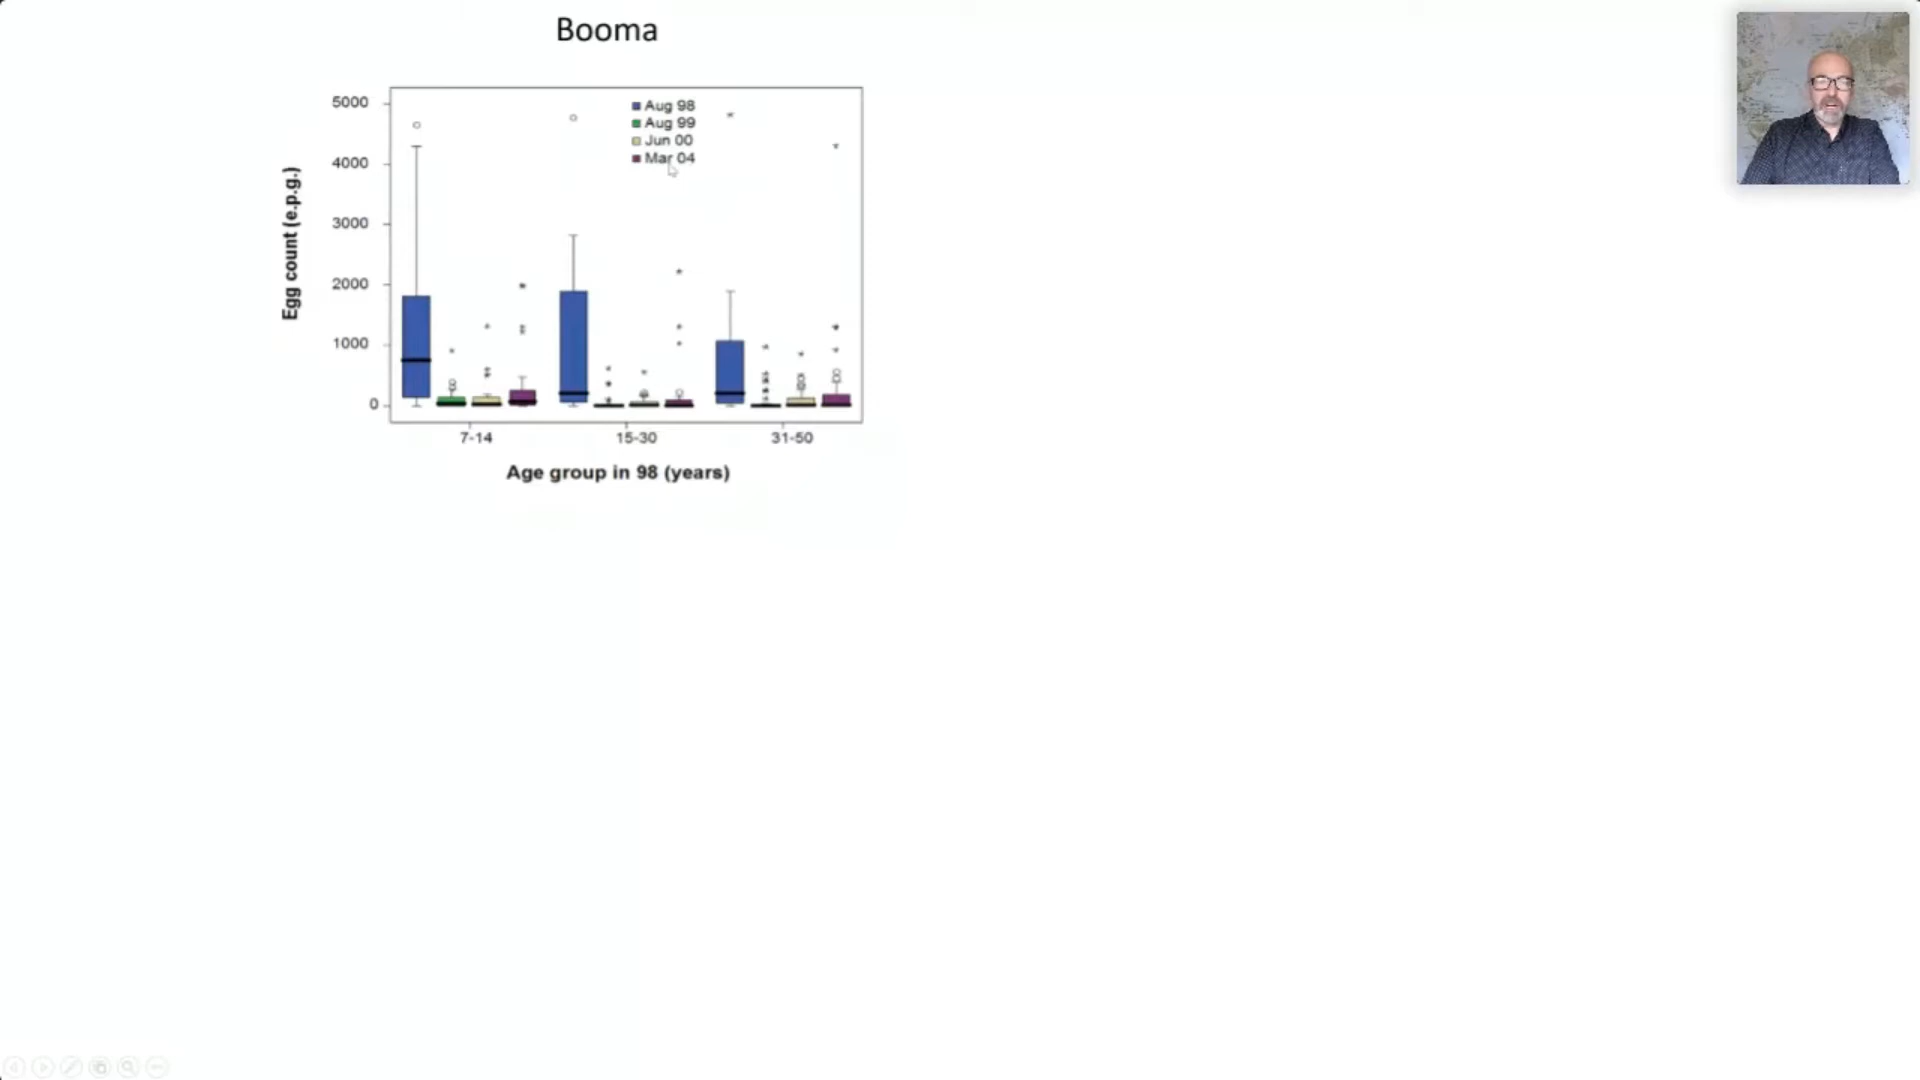 Booma
5000
4000
3000
2000
1000
0
Egg count (e.p.g.)
Aug 98
Aug 99
Jun 00
Mar 04
7-14
15-30
31-50
Age group in 98 (years)